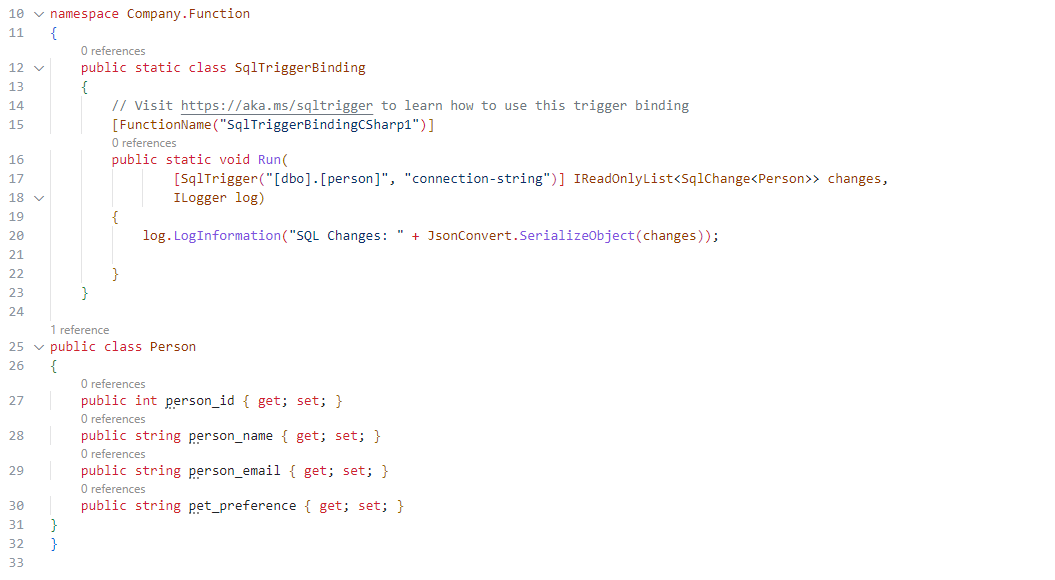 10 namespace Company.Function
11 {
0 references
12 public static class SqlTriggerBinding
13 {
14 // Visit https://aka.ms/sqltrigger to learn how to use this trigger binding
15 [FunctionName("SqlTriggerBindingCSharp1")]
0 references
16 public static void Run(
17 [SqlTrigger("[dbo].[person]", "connection-string")] IReadOnlyList<SqlChange<Person>> changes,
18 ILogger log)
19 {
20 log.LogInformation("SQL Changes: " + JsonConvert.SerializeObject(changes));
21
22 }
23 }
24
1 reference
25 public class Person
26 {
0 references
27 public int person_id { get; set; }
0 references
28 public string person_name { get; set; }
0 references
29 public string person_email { get; set; }
0 references
30 public string pet_preference { get; set; }
31 }
32 }
33